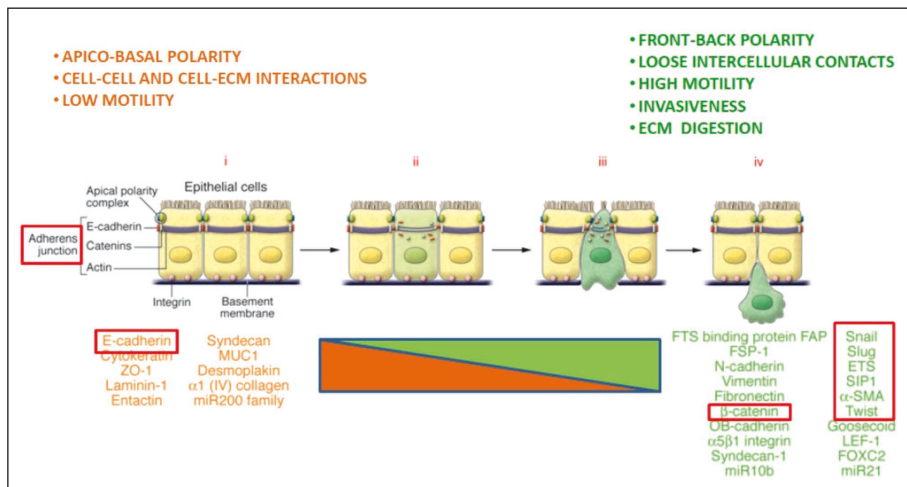 • APICO-BASAL POLARITY
• CELL-CELL AND CELL-ECM INTERACTIONS
• LOW MOTILITY
• FRONT-BACK POLARITY
• LOOSE INTERCELLULAR CONTACTS
• HIGH MOTILITY
• INVASIVENESS
• ECM DIGESTION
i
ii
iii
iv
Epithelial cells
Apical polarity
complex
Adherens
junction
E-cadherin
Catenins
Actin
Integrin
Basement
membrane
E-cadherin
Cytokeratin
ZO-1
Laminin-1
Entactin
Syndecan
MUC1
Desmoplakin
α1 (IV) collagen
miR200 family
FTS binding protein FAP
FSP-1
N-cadherin
Vimentin
Fibronectin
β-catenin
OB-cadherin
α5β1 integrin
Syndecan-1
miR10b
Snail
Slug
ETS
SIP1
α-SMA
Twist
Goosecoid
LEF-1
FOXC2
miR21